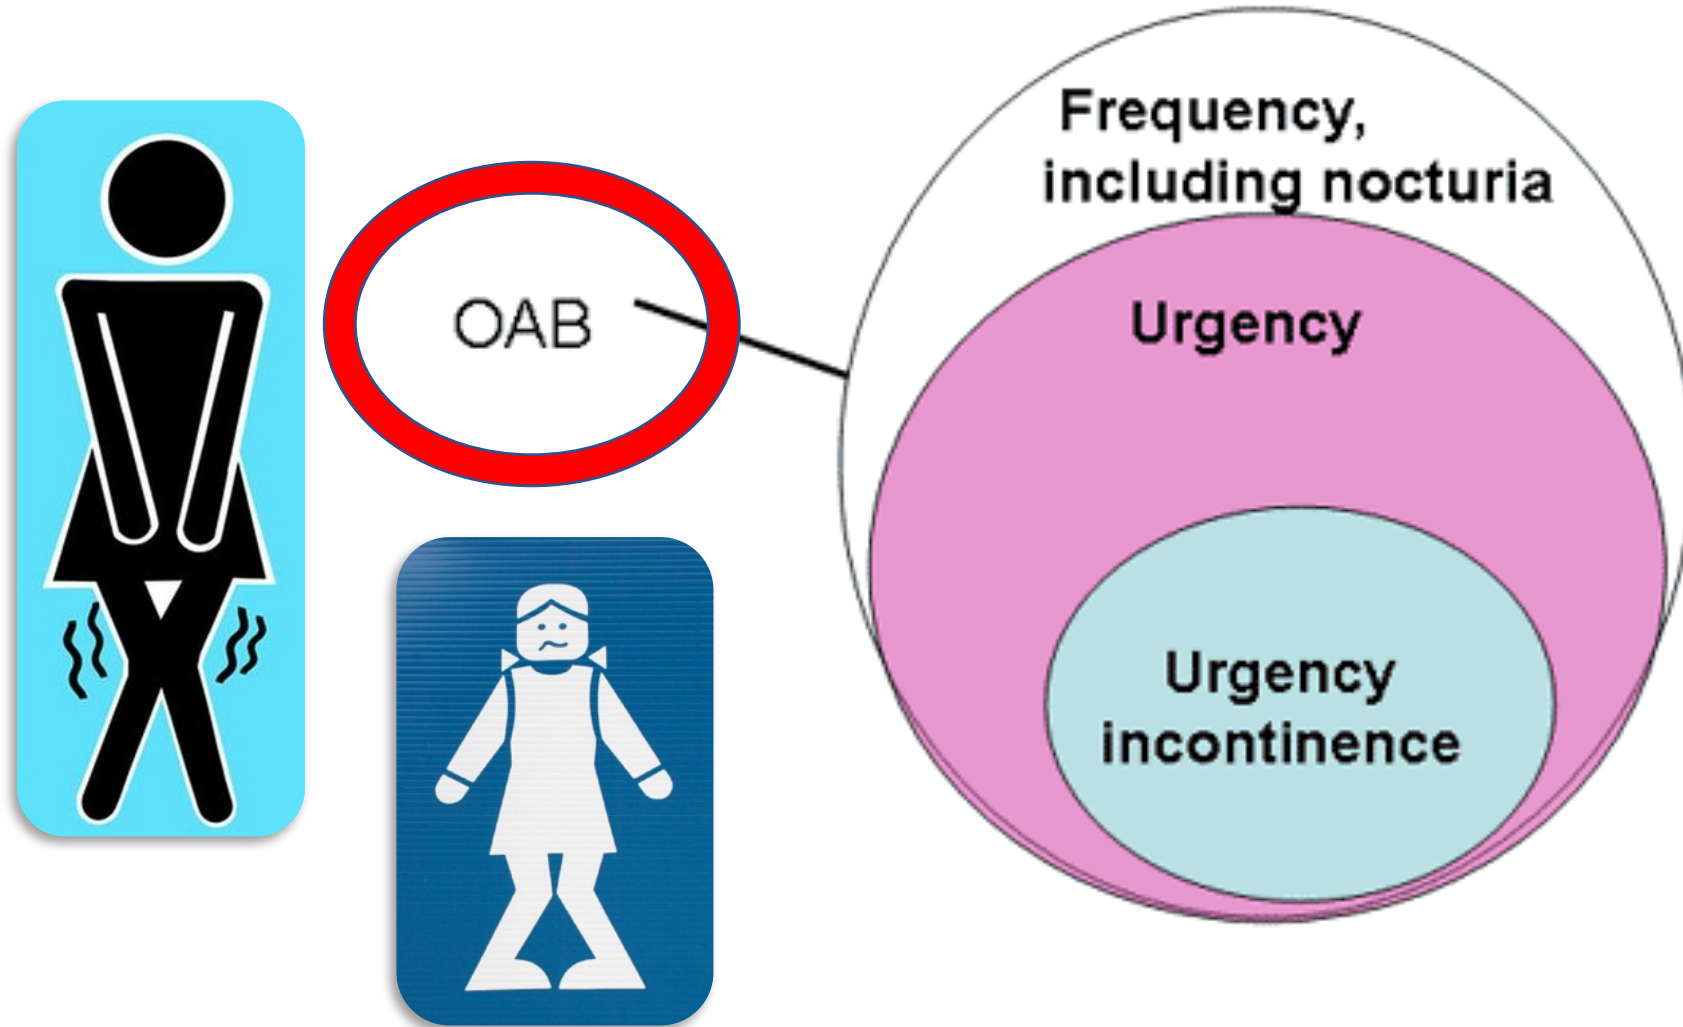 OAB
Frequency,
including nocturia
Urgency
Urgency
incontinence